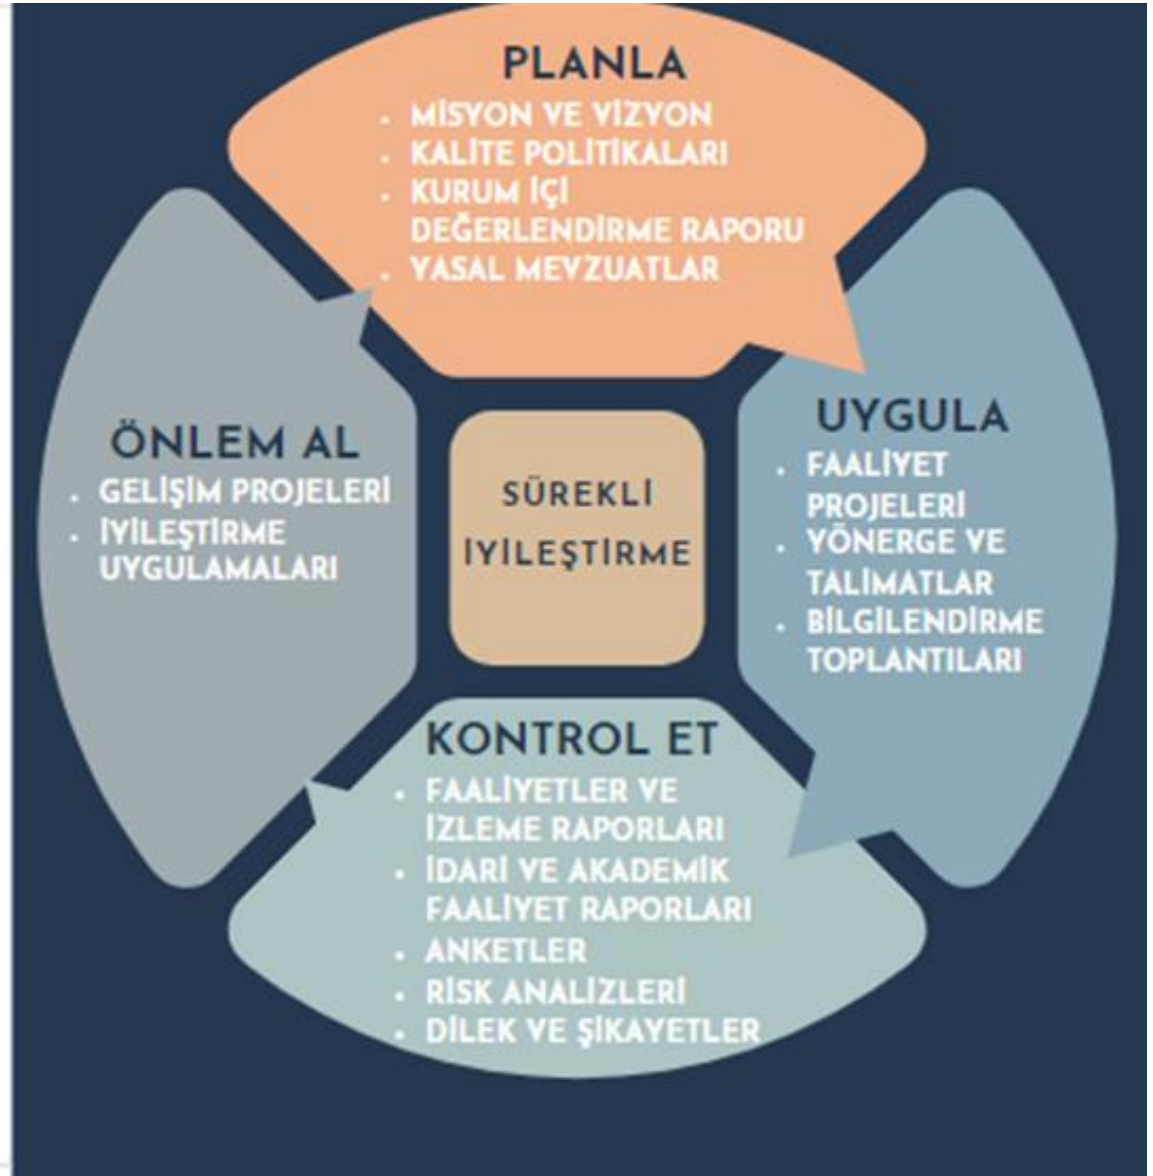 PLANLA
• MİSYON VE VİZYON
• KALİTE POLİTİKALARI
• KURUM İÇİ
DEĞERLENDİRME RAPORU
• YASAL MEVZUATLAR
UYGULA
• FAALİYET
PROJELERİ
• YÖNERGE VE
TALİMATLAR
• BİLGİLENDİRME
TOPLANTILARI
KONTROL ET
• FAALİYETLER VE
İZLEME RAPORLARI
• İDARİ VE AKADEMİK
FAALİYET RAPORLARI
• ANKETLER
• RİSK ANALİZLERİ
• DİLEK VE ŞİKAYETLER
ÖNLEM AL
• GELİŞİM PROJELERİ
• İYİLEŞTİRME
UYGULAMALARI
SÜREKLİ
İYİLEŞTİRME